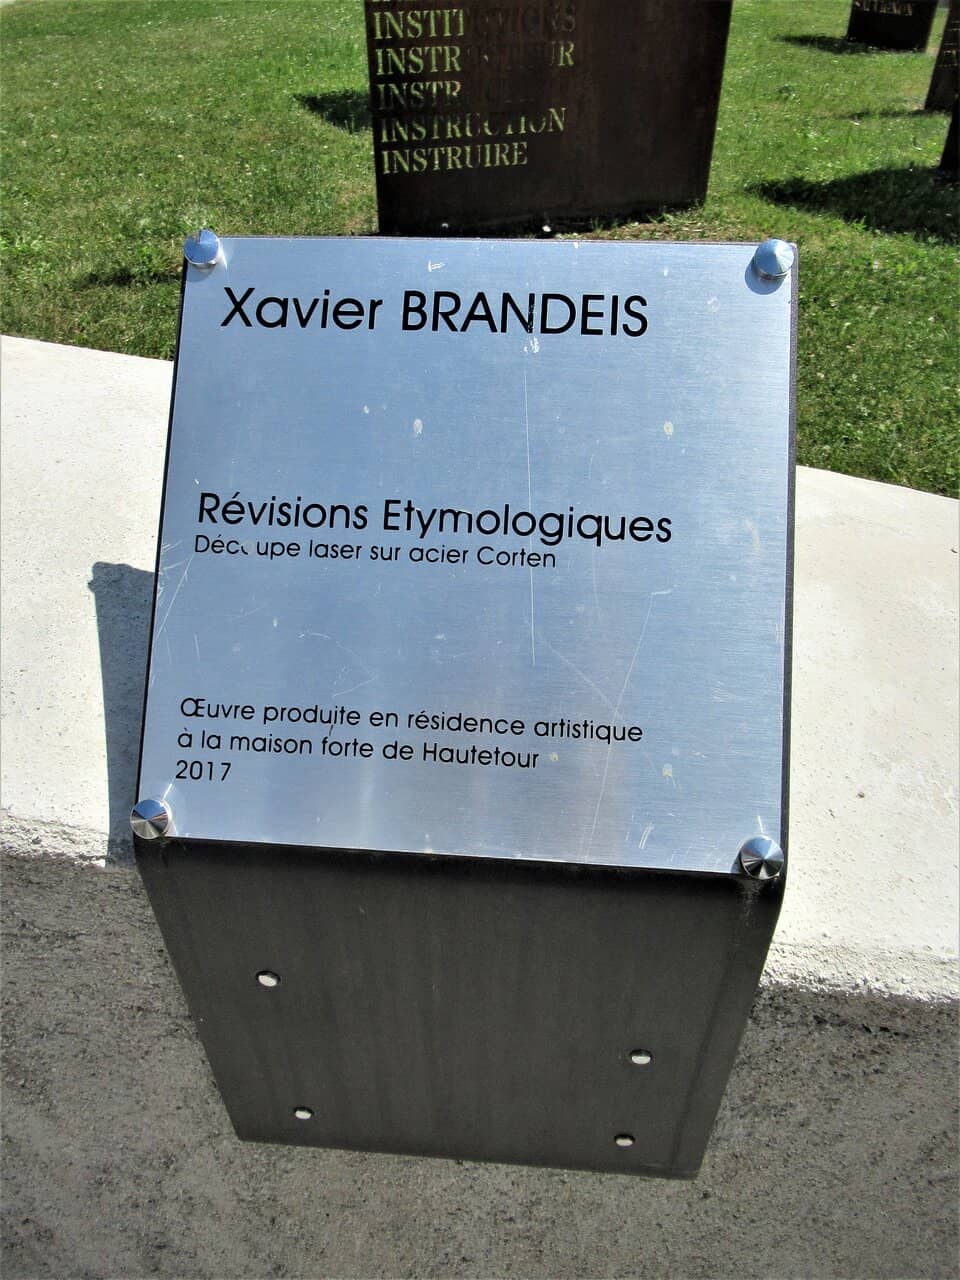 INSTRUCTION
INSTRUIRE
Xavier BRANDEIS
Révisions Etymologiques
Découpe laser sur acier Corten
Œuvre produite en résidence artistique
à la maison forte de Hautetour
2017